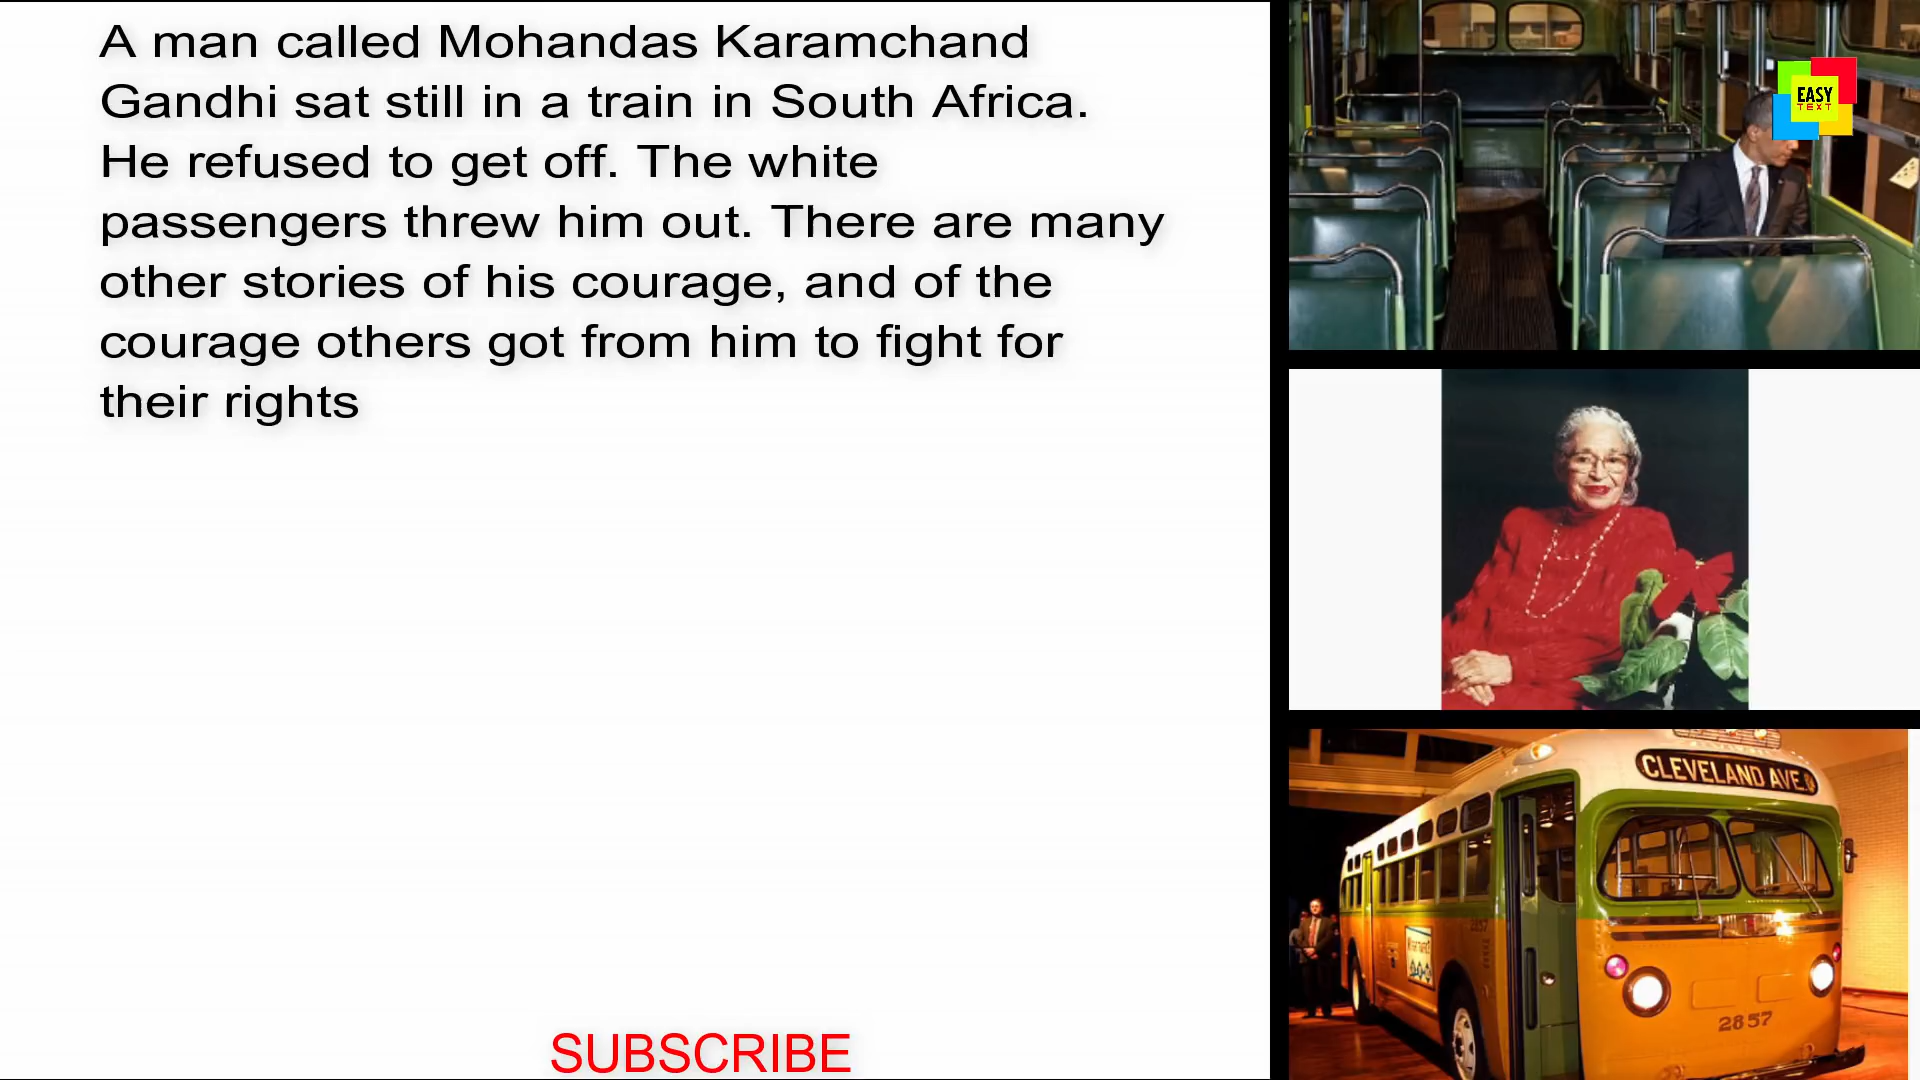 A man called Mohandas Karamchand
Gandhi sat still in a train in South Africa.
He refused to get off. The white
passengers threw him out. There are many
other stories of his courage, and of the
courage others got from him to fight for
their rights
SUBSCRIBE
EASY
TEXT
CLEVELAND AVE.
2857
2857